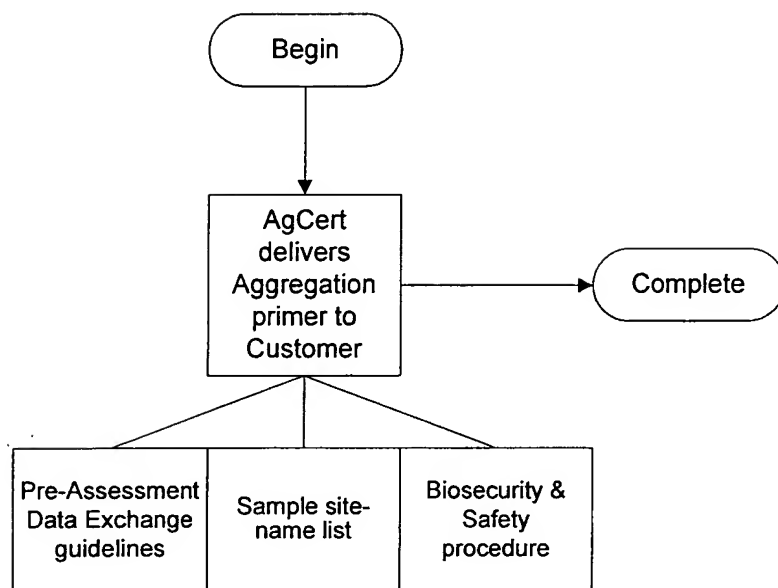 Begin
AgCert
delivers
Aggregation
primer to
Customer
Complete
Pre-Assessment
Data Exchange
guidelines
Sample site-
name list
Biosecurity &
Safety
procedure